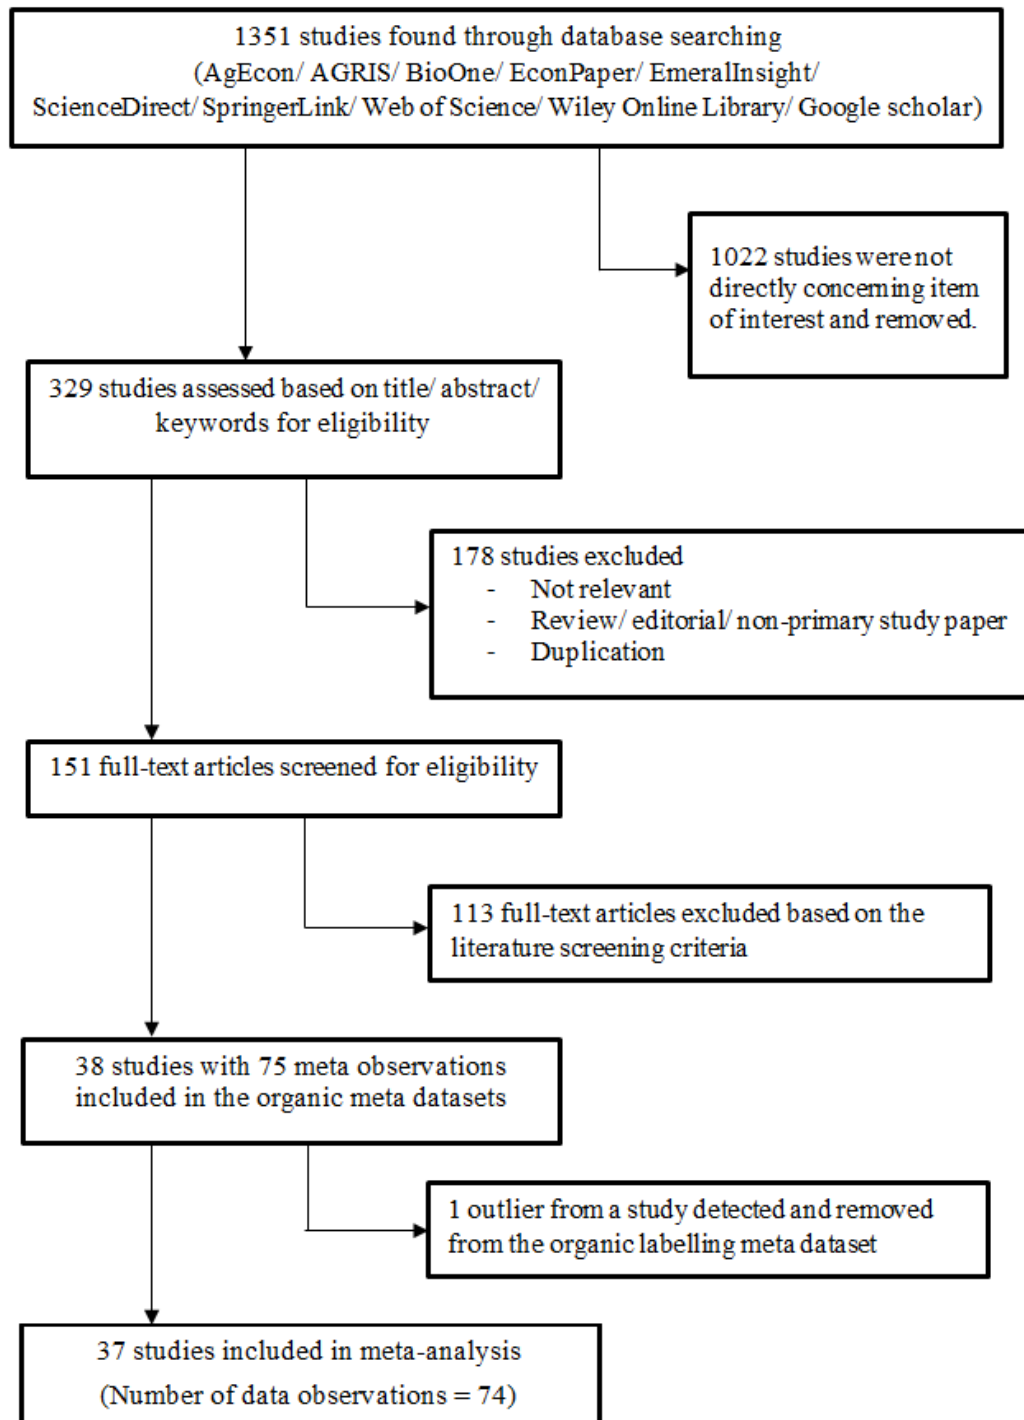 1351 studies found through database searching
(AgEcon/ AGRIS/ BioOne/ EconPaper/ EmeralInsight/
ScienceDirect/ SpringerLink/ Web of Science/ Wiley Online Library/ Google scholar)
1022 studies were not
directly concerning item
of interest and removed.
329 studies assessed based on title/ abstract/
keywords for eligibility
178 studies excluded
- Not relevant
- Review/ editorial/ non-primary study paper
- Duplication
151 full-text articles screened for eligibility
113 full-text articles excluded based on the
literature screening criteria
38 studies with 75 meta observations
included in the organic meta datasets
1 outlier from a study detected and removed
from the organic labelling meta dataset
37 studies included in meta-analysis
(Number of data observations = 74)